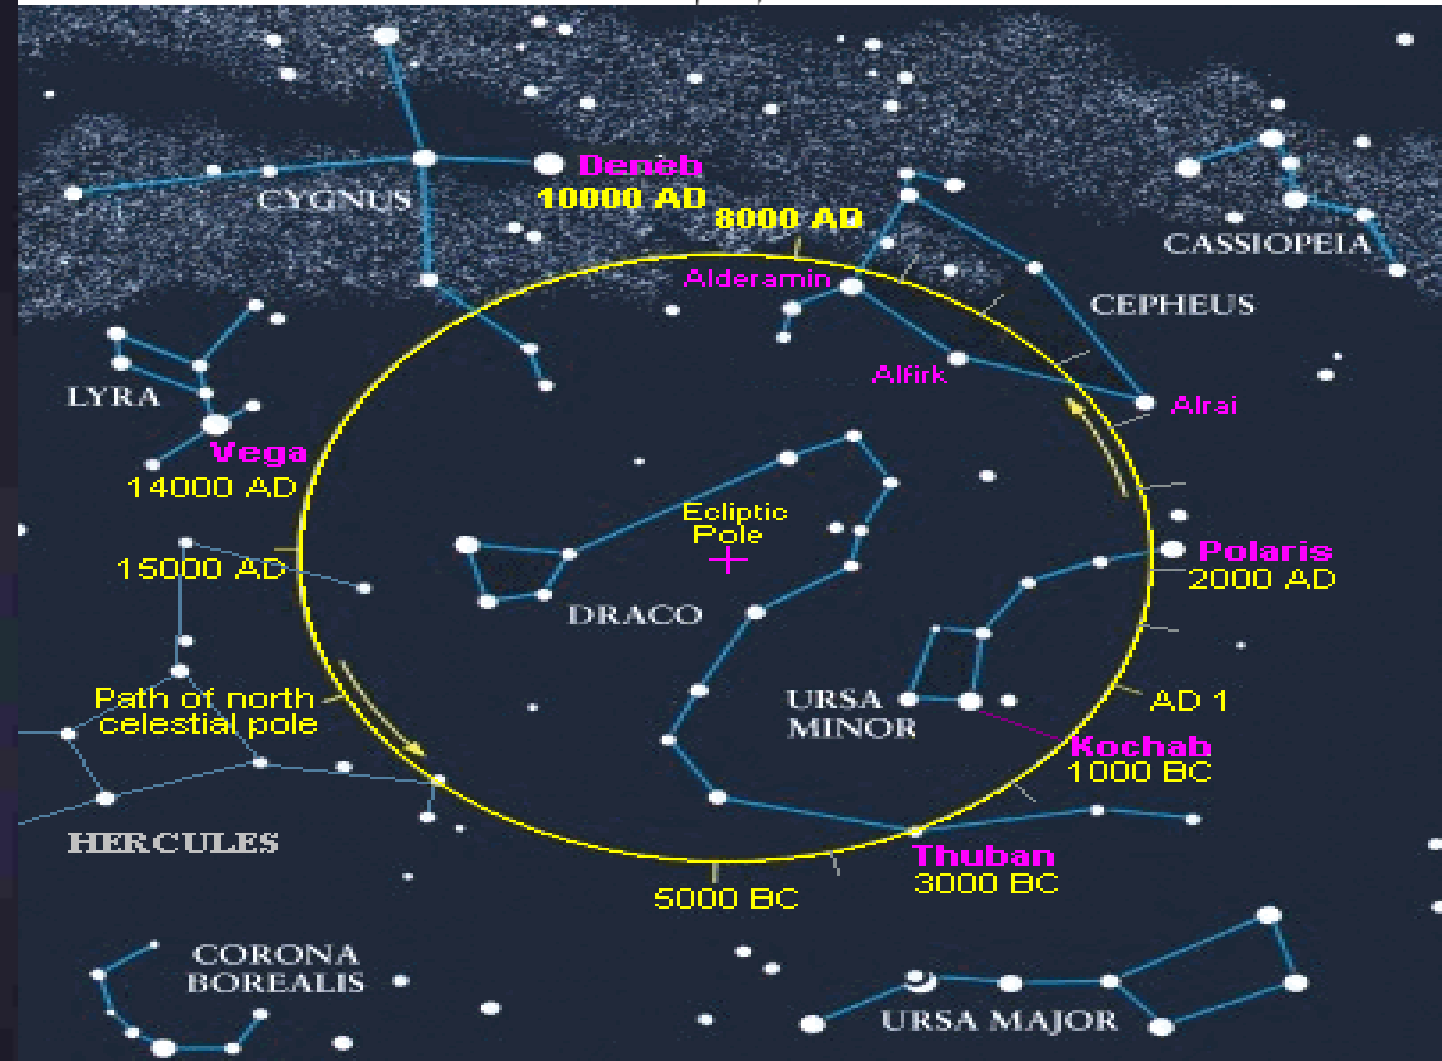 Deneb
10000 AD
CYGNUS
8000 AD
CASSIOPEIA
Alderamin
CEPHEUS
LYRA
Alfirk
Alrai
Vega
14000 AD
Ecliptic
Pole
15000 AD
Polaris
2000 AD
DRACO
Path of north
celestial pole
URSA
MINOR
AD 1
Kochab
1000 BC
HERCULES
Thuban
3000 BC
5000 BC
CORONA
BOREALIS
URSA MAJOR